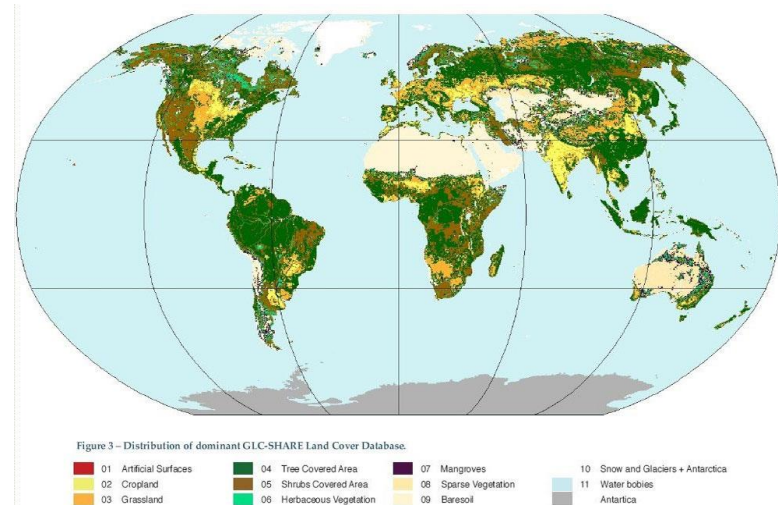 Figure 3 – Distribution of dominant GLC-SHARE Land Cover Database.
01 Artificial Surfaces 04 Tree Covered Area 07 Mangroves 10 Snow and Glaciers + Antarctica
02 Cropland 05 Shrubs Covered Area 08 Sparse Vegetation 11 Water bobies
03 Grassland 06 Herbaceous Vegetation 09 Baresoil Antartica